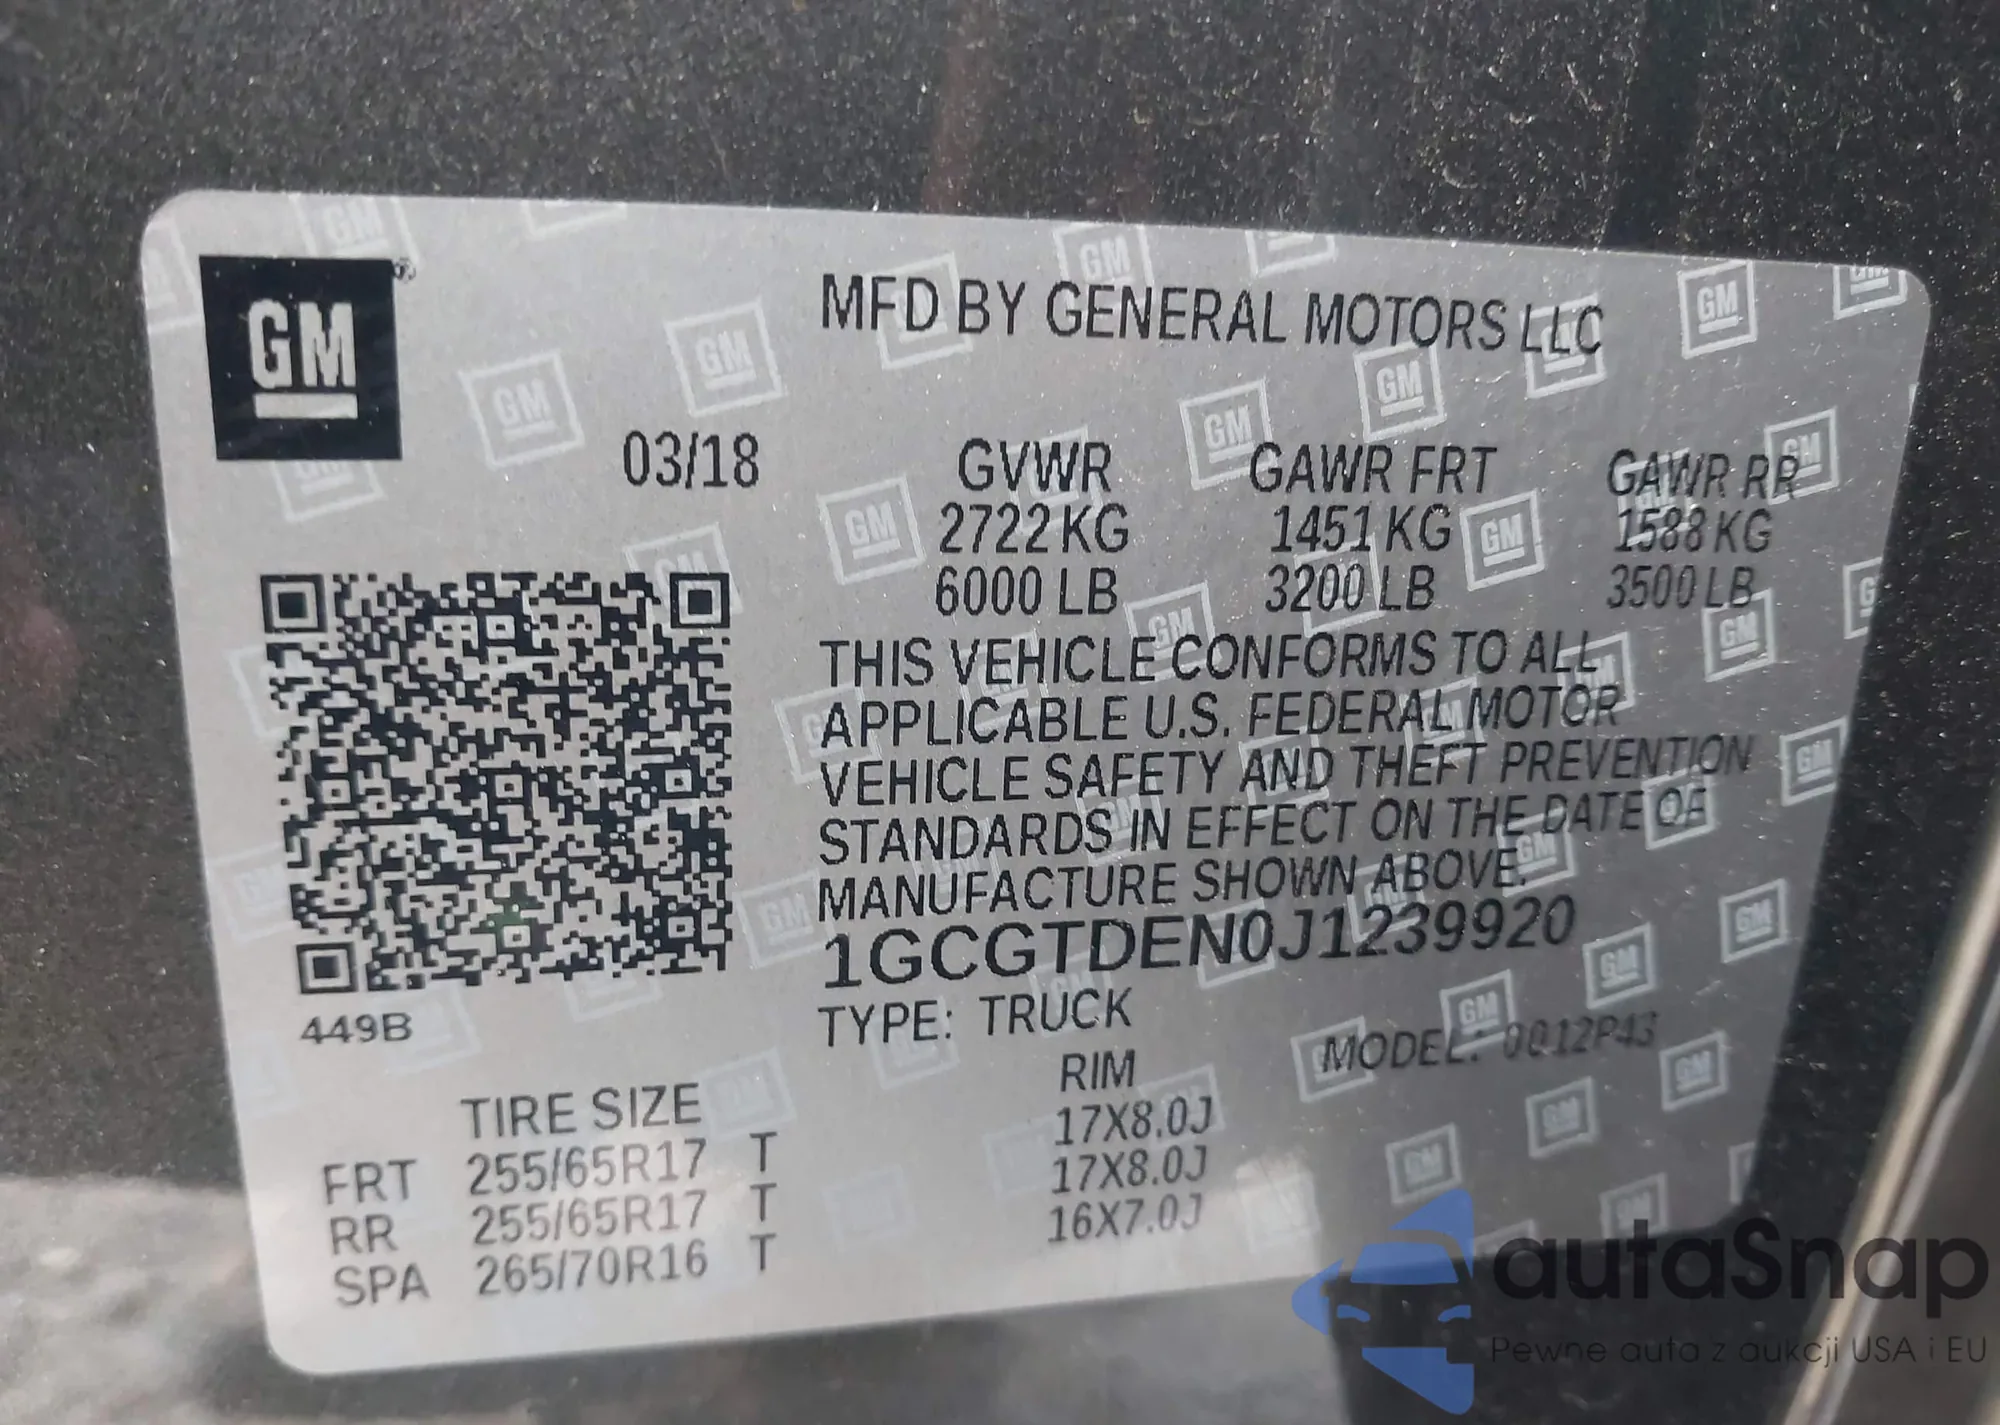 GM
MFD BY GENERAL MOTORS LLC
03/18
GVWR GAWR FRT GAWR RR
2722 KG 1451 KG 1588 KG
6000 LB 3200 LB 3500 LB
THIS VEHICLE CONFORMS TO ALL
APPLICABLE U.S. FEDERAL MOTOR
VEHICLE SAFETY AND THEFT PREVENTION
STANDARDS IN EFFECT ON THE DATE OF
MANUFACTURE SHOWN ABOVE.
1GCGTDEN0J1239920
449B
TYPE: TRUCK
MODEL:
TIRE SIZE RIM
FRT 255/65R17 T 17X8.0J
RR 255/65R17 T 17X8.0J
SPA 265/70R16 T 16X7.0J
autaSnap
Pewne auta z aukcji USA i EU